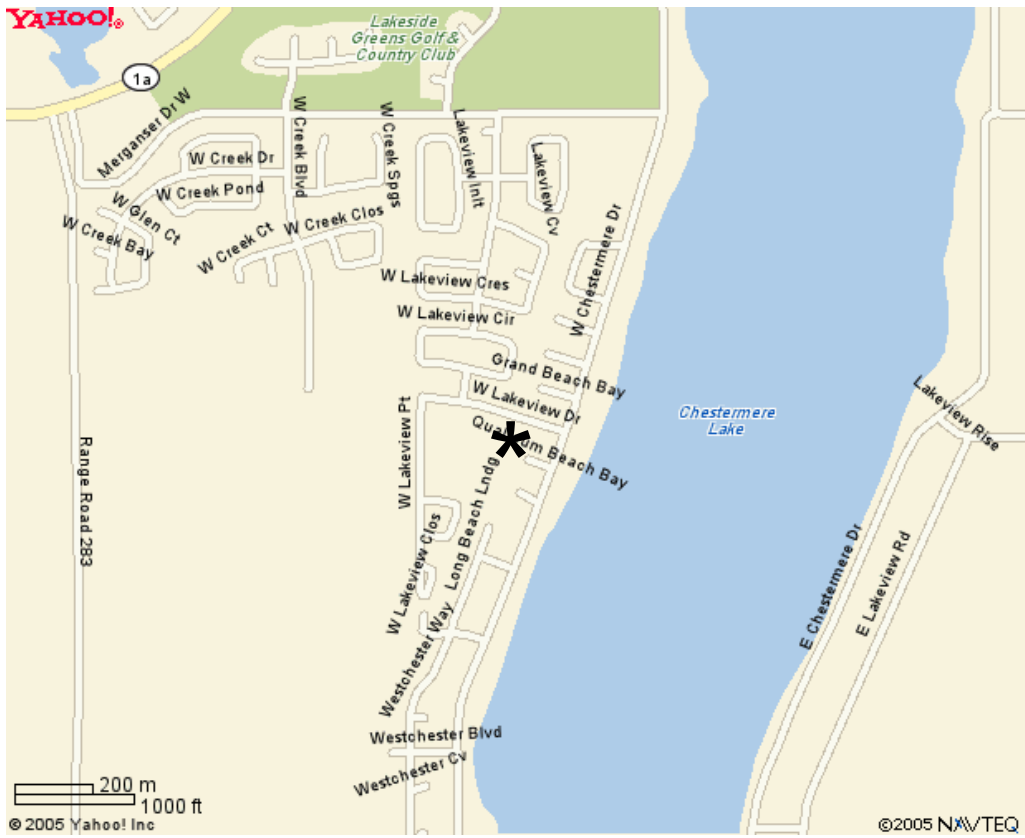 YAHOO!®
Lakeside
Greens Golf &
Country Club
1a
Merganser Dr W
W Creek Dr
W Creek Pond
W Creek Blvd
W Creek Spgs
Lakeview Inlt
Lakeview Cv
W Glen Ct
W Creek Bay
W Creek Ct
W Creek Clos
W Chestermere Dr
W Lakeview Cres
W Lakeview Cir
Grand Beach Bay
W Lakeview Dr
Chestermere
Lake
Lakeview Rise
W Lakeview Pt
Beach Bay
Range Road 283
Long Beach Lndg
W Lakeview Clos
E Chestermere Dr
E Lakeview Rd
Westchester Way
Westchester Blvd
Westchester Cv
200 m
1000 ft
© 2005 Yahoo! Inc
©2005 NAVTEQ